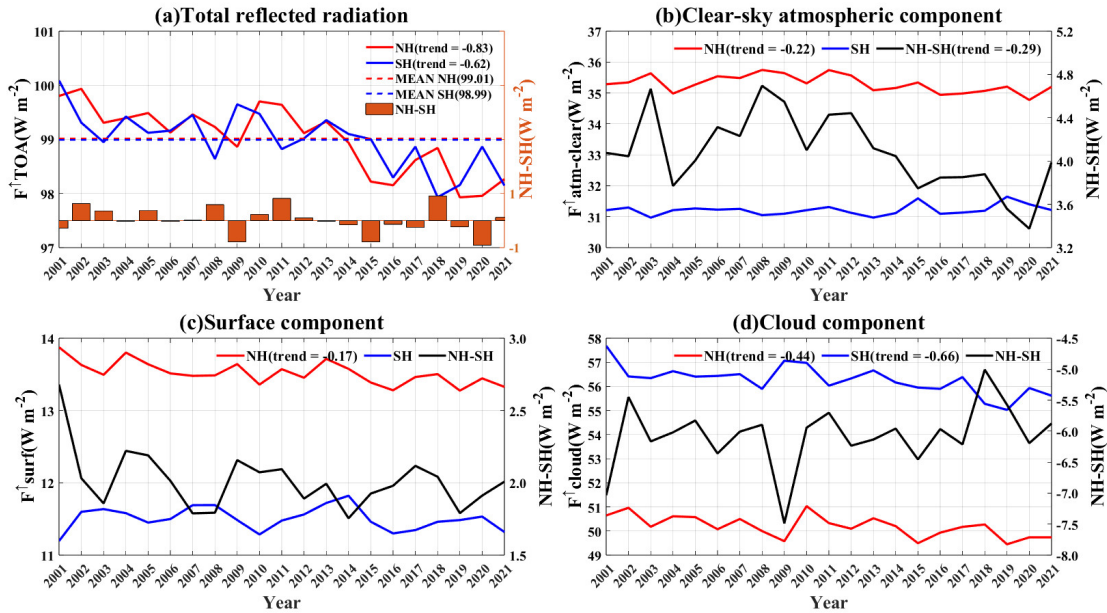 (a)Total reflected radiation
101
100
99
98
97
F↑TOA(W m-2)
NH(trend = -0.83)
SH(trend = -0.62)
MEAN NH(99.01)
MEAN SH(98.99)
NH-SH
1
-1
NH-SH(W m-2)
2001 2002 2003 2004 2005 2006 2007 2008 2009 2010 2011 2012 2013 2014 2015 2016 2017 2018 2019 2020 2021
Year
(b)Clear-sky atmospheric component
37
36
35
34
33
32
31
30
F↑atm-clear(W m-2)
NH(trend = -0.22) SH NH-SH(trend = -0.29)
5.2
4.8
4.4
4.0
3.6
3.2
NH-SH(W m-2)
2001 2002 2003 2004 2005 2006 2007 2008 2009 2010 2011 2012 2013 2014 2015 2016 2017 2018 2019 2020 2021
Year
(c)Surface component
14
13
12
11
F↑surf(W m-2)
NH(trend = -0.17) SH NH-SH
3.0
2.5
2.0
1.5
NH-SH(W m-2)
2001 2002 2003 2004 2005 2006 2007 2008 2009 2010 2011 2012 2013 2014 2015 2016 2017 2018 2019 2020 2021
Year
(d)Cloud component
58
57
56
55
54
53
52
51
50
49
F↑cloud(W m-2)
NH(trend = -0.44) SH(trend = -0.66) NH-SH
-4.5
-5.0
-5.5
-6.0
-6.5
-7.0
-7.5
-8.0
NH-SH(W m-2)
2001 2002 2003 2004 2005 2006 2007 2008 2009 2010 2011 2012 2013 2014 2015 2016 2017 2018 2019 2020 2021
Year